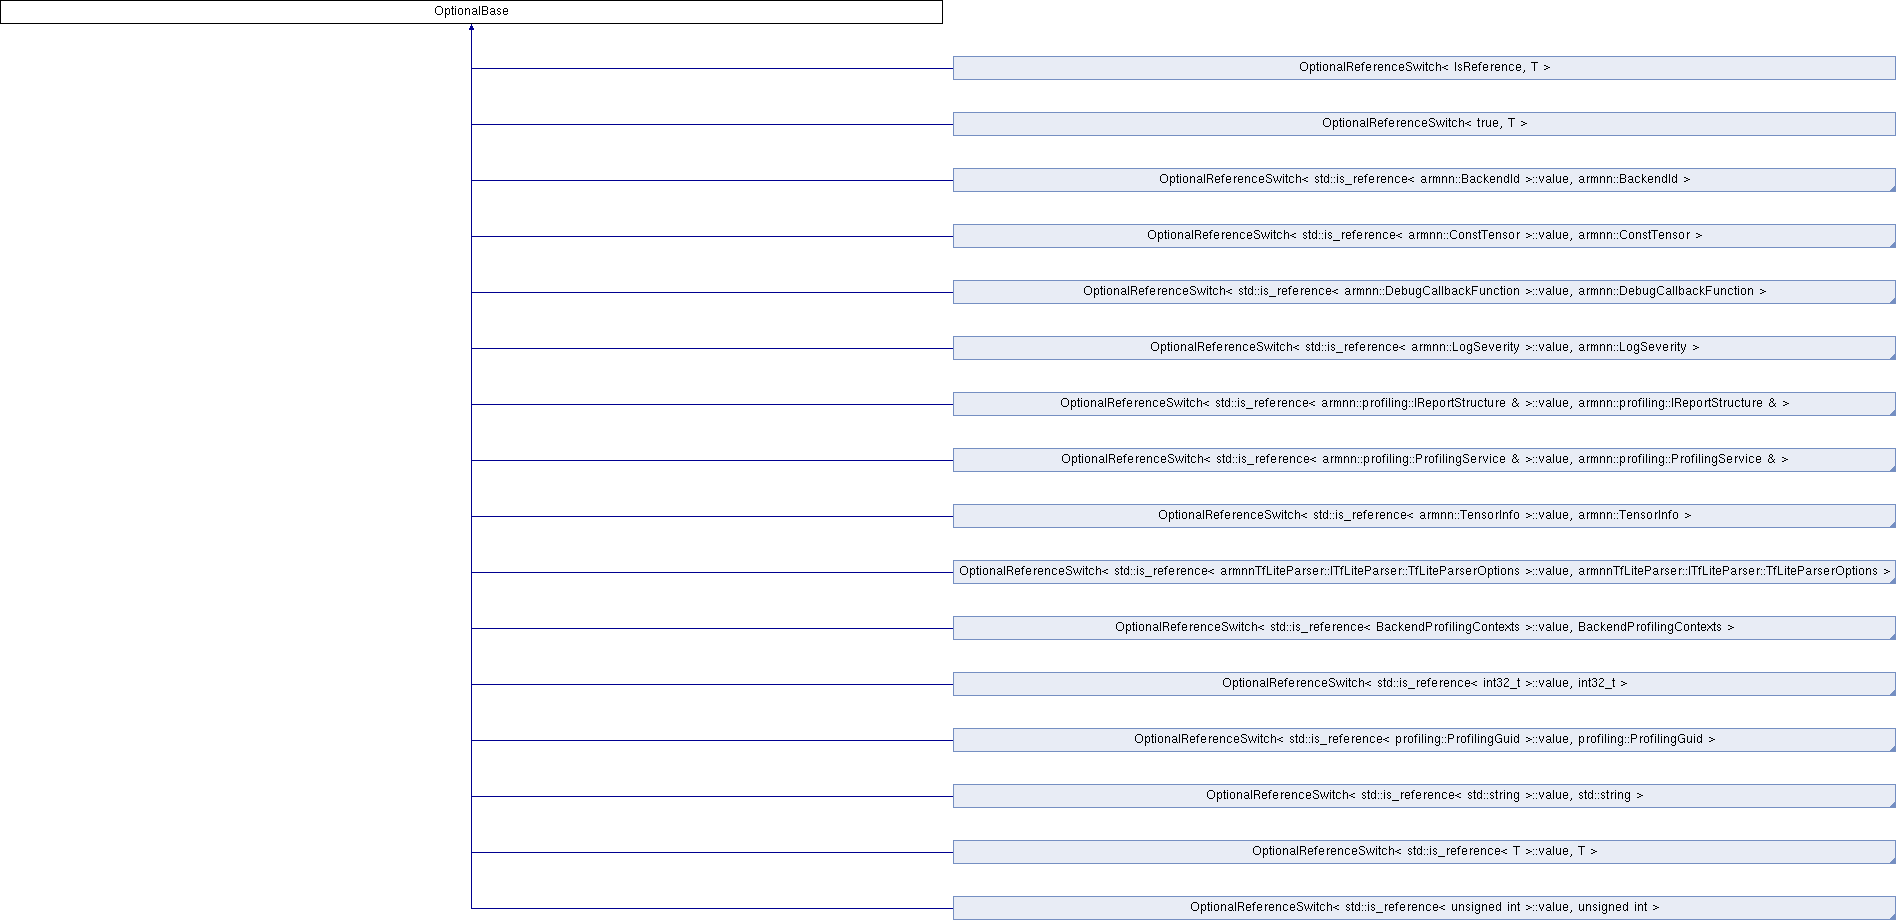 OptionalBase
OptionalReferenceSwitch< IsReference, T >
OptionalReferenceSwitch< true, T >
OptionalReferenceSwitch< std::is_reference< armnn::BackendId >::value, armnn::BackendId >
OptionalReferenceSwitch< std::is_reference< armnn::ConstTensor >::value, armnn::ConstTensor >
OptionalReferenceSwitch< std::is_reference< armnn::DebugCallbackFunction >::value, armnn::DebugCallbackFunction >
OptionalReferenceSwitch< std::is_reference< armnn::LogSeverity >::value, armnn::LogSeverity >
OptionalReferenceSwitch< std::is_reference< armnn::profiling::IReportStructure & >::value, armnn::profiling::IReportStructure & >
OptionalReferenceSwitch< std::is_reference< armnn::profiling::ProfilingService & >::value, armnn::profiling::ProfilingService & >
OptionalReferenceSwitch< std::is_reference< armnn::TensorInfo >::value, armnn::TensorInfo >
OptionalReferenceSwitch< std::is_reference< armnnTfLiteParser::ITfLiteParser::TfLiteParserOptions >::value, armnnTfLiteParser::ITfLiteParser::TfLiteParserOptions >
OptionalReferenceSwitch< std::is_reference< BackendProfilingContexts >::value, BackendProfilingContexts >
OptionalReferenceSwitch< std::is_reference< int32_t >::value, int32_t >
OptionalReferenceSwitch< std::is_reference< profiling::ProfilingGuid >::value, profiling::ProfilingGuid >
OptionalReferenceSwitch< std::is_reference< std::string >::value, std::string >
OptionalReferenceSwitch< std::is_reference< T >::value, T >
OptionalReferenceSwitch< std::is_reference< unsigned int >::value, unsigned int >